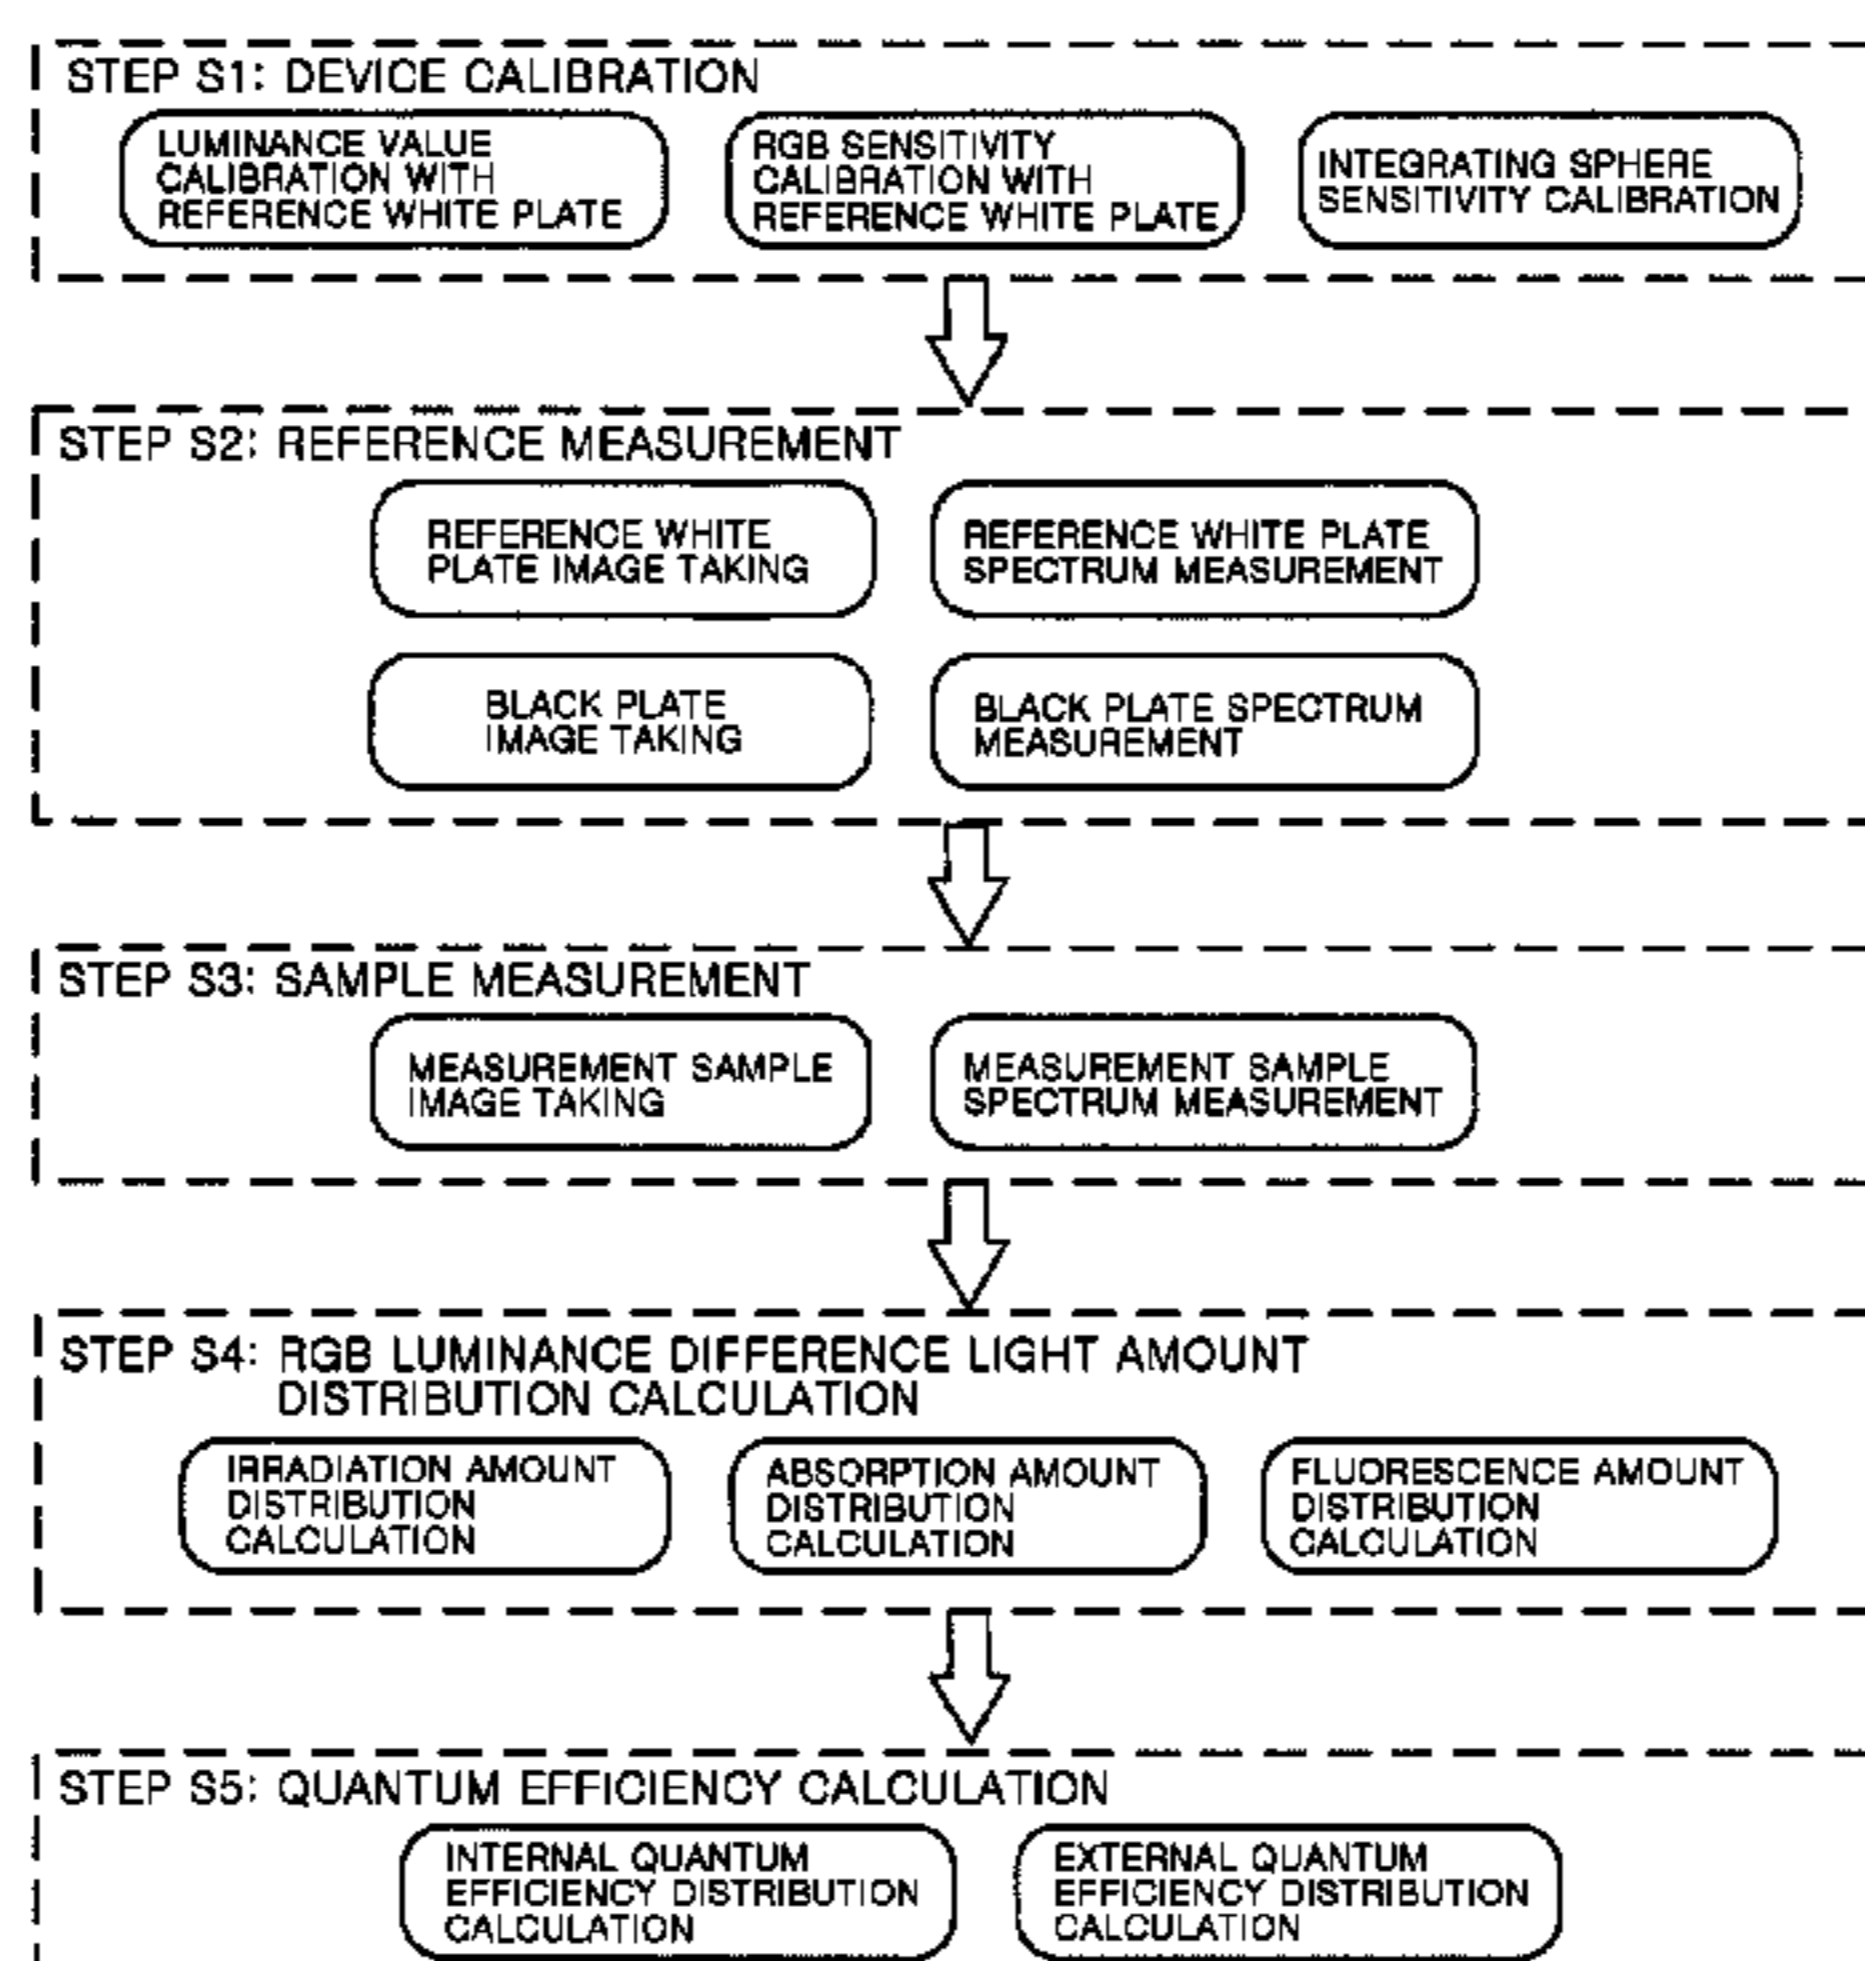 STEP S1: DEVICE CALIBRATION
LUMINANCE VALUE
CALIBRATION WITH
REFERENCE WHITE PLATE
RGB SENSITIVITY
CALIBRATION WITH
REFERENCE WHITE PLATE
INTEGRATING SPHERE
SENSITIVITY CALIBRATION
STEP S2: REFERENCE MEASUREMENT
REFERENCE WHITE
PLATE IMAGE TAKING
REFERENCE WHITE PLATE
SPECTRUM MEASUREMENT
BLACK PLATE
IMAGE TAKING
BLACK PLATE SPECTRUM
MEASUREMENT
STEP S3: SAMPLE MEASUREMENT
MEASUREMENT SAMPLE
IMAGE TAKING
MEASUREMENT SAMPLE
SPECTRUM MEASUREMENT
STEP S4: RGB LUMINANCE DIFFERENCE LIGHT AMOUNT
DISTRIBUTION CALCULATION
IRRADIATION AMOUNT
DISTRIBUTION
CALCULATION
ABSORPTION AMOUNT
DISTRIBUTION
CALCULATION
FLUORESCENCE AMOUNT
DISTRIBUTION
CALCULATION
STEP S5: QUANTUM EFFICIENCY CALCULATION
INTERNAL QUANTUM
EFFICIENCY DISTRIBUTION
CALCULATION
EXTERNAL QUANTUM
EFFICIENCY DISTRIBUTION
CALCULATION